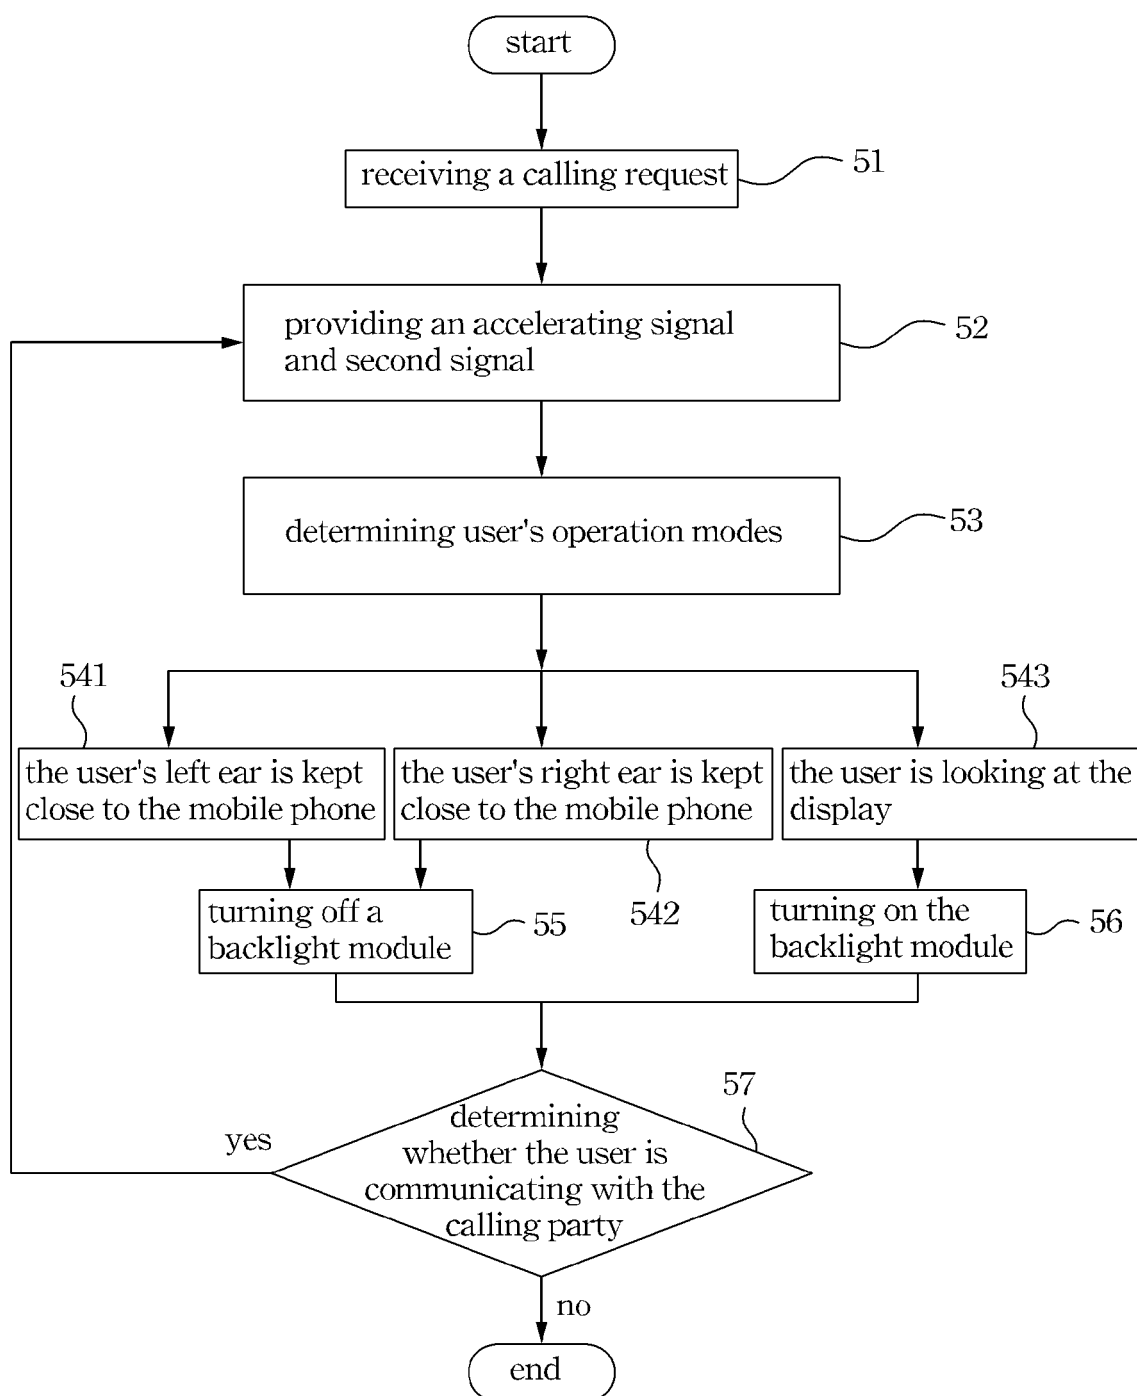 start
receiving a calling request
51
providing an accelerating signal
and second signal
52
determining user's operation modes
53
541
the user's left ear is kept
close to the mobile phone
the user's right ear is kept
close to the mobile phone
542
543
the user is looking at the
display
turning off a
backlight module
55
turning on the
backlight module
56
57
determining
whether the user is
communicating with the
calling party
yes
no
end